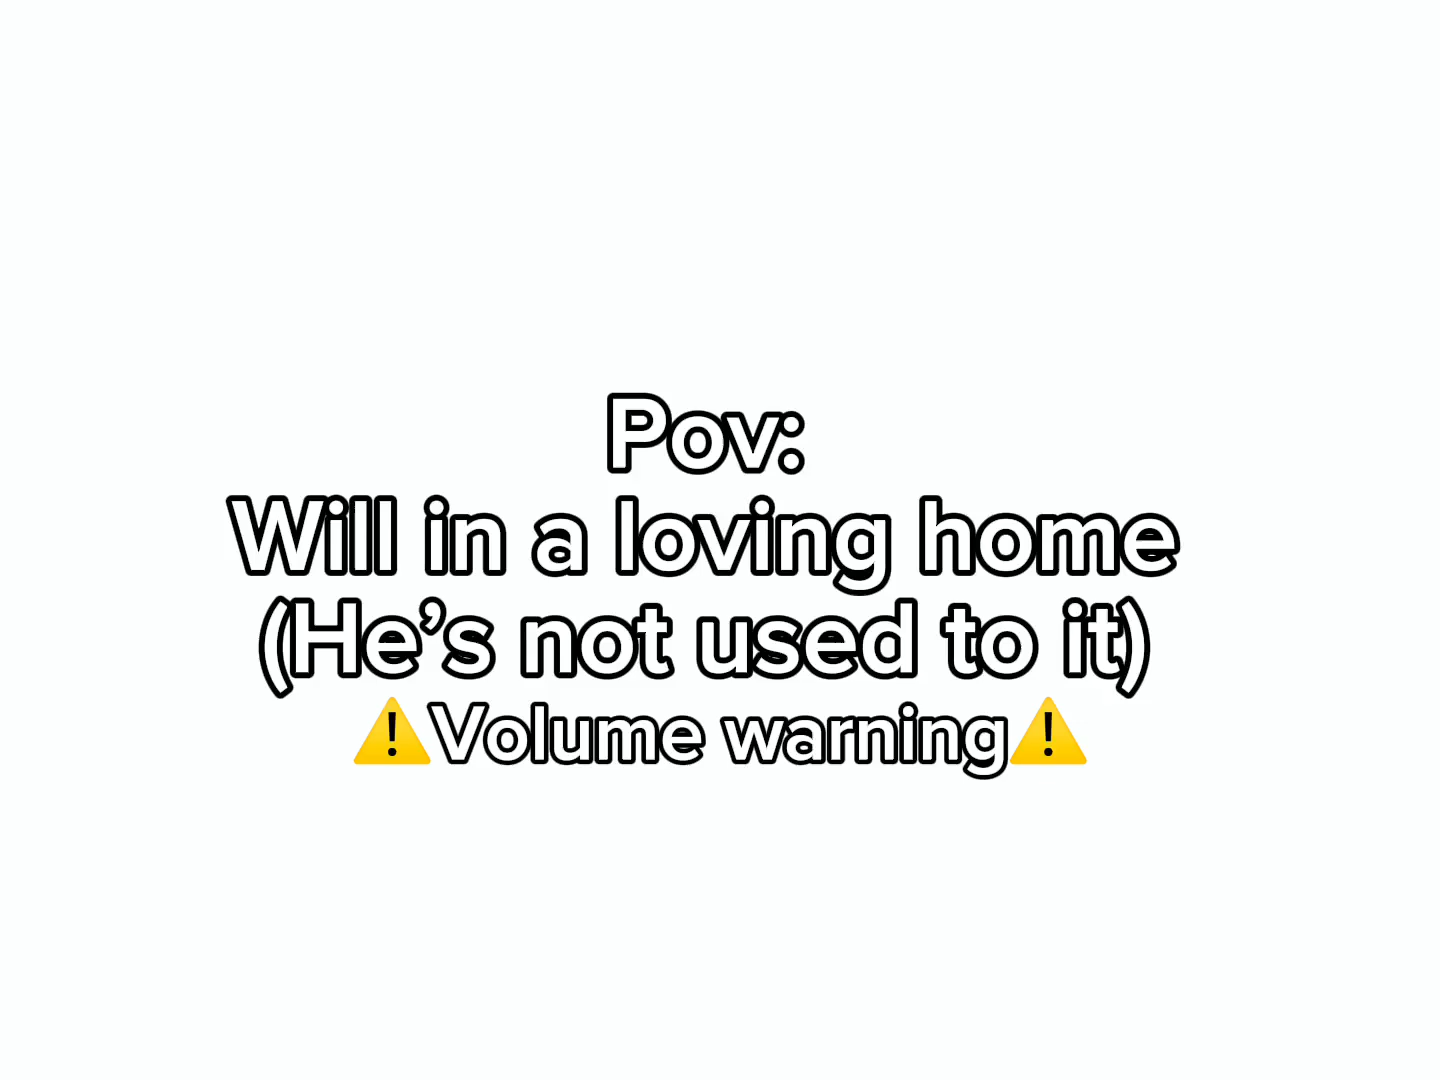 Pov:
Will in a loving home
(He’s not used to it)
⚠️Volume warning⚠️